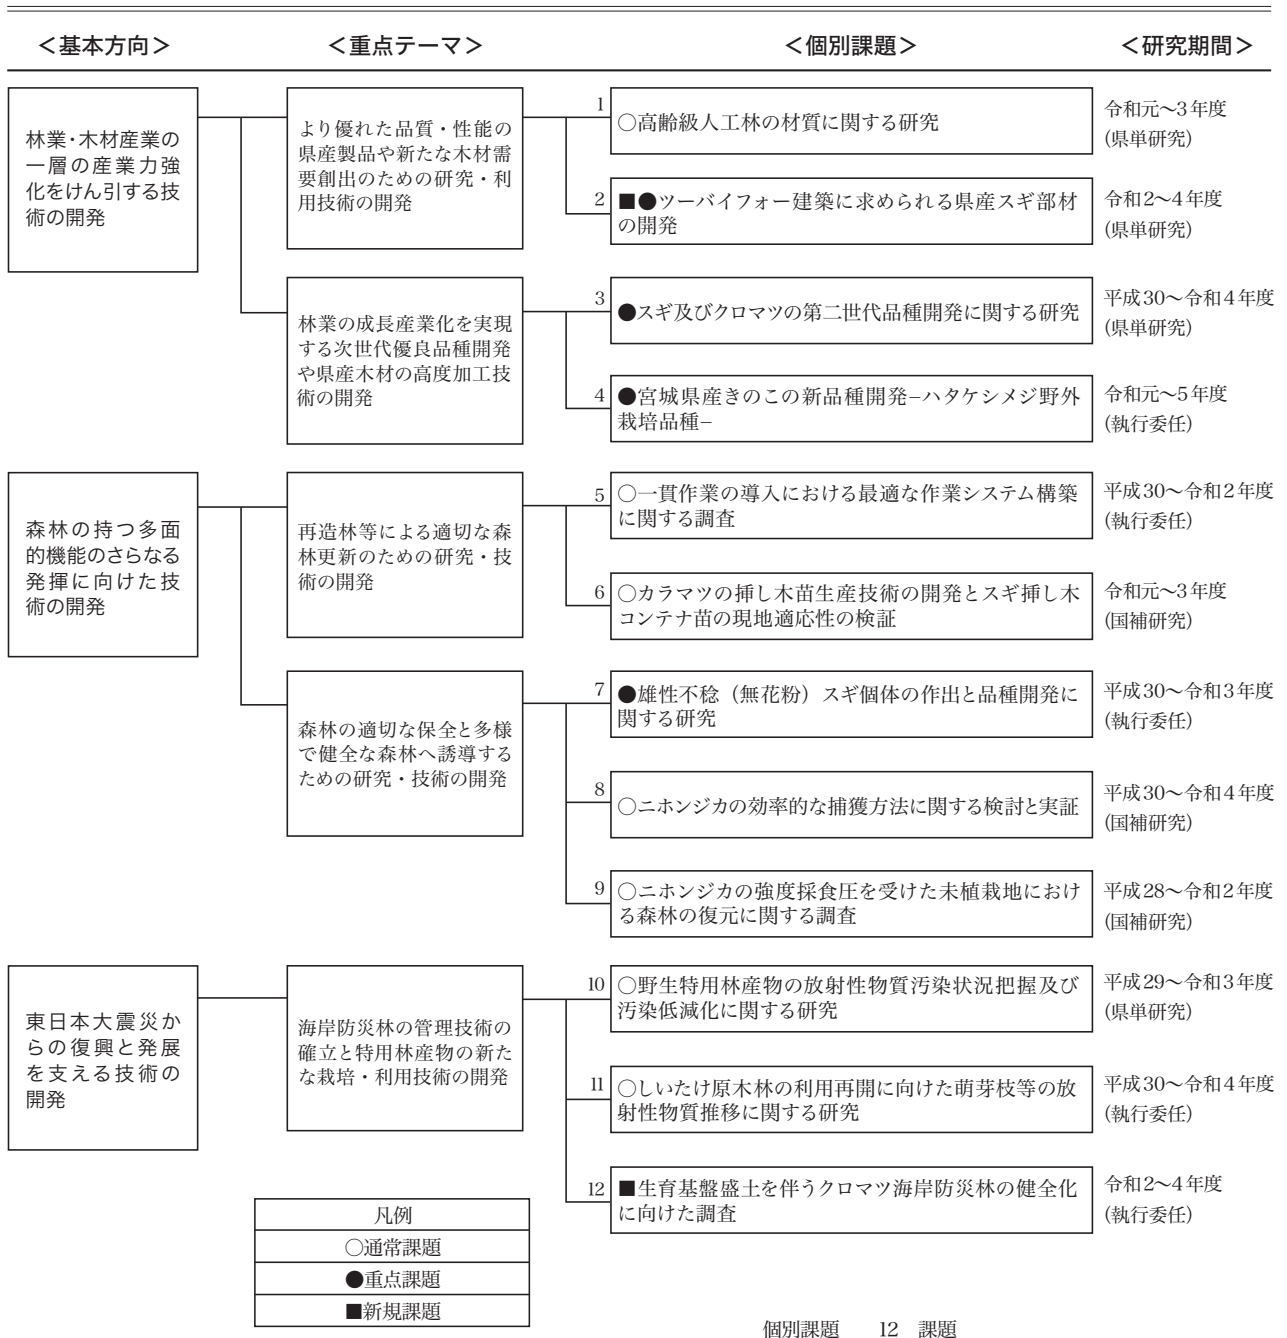 ＜基本方向＞ ＜重点テーマ＞ ＜個別課題＞ ＜研究期間＞
林業・木材産業の
一層の産業力強
化をけん引する技
術の開発
より優れた品質・性能の
県産製品や新たな木材需
要創出のための研究・利
用技術の開発
1 ○高齢級人工林の材質に関する研究
令和元～3年度
(県単研究)
2 ■●ツーバイフォー建築に求められる県産スギ部材
の開発
令和2～4年度
(県単研究)
林業の成長産業化を実現
する次世代優良品種開発
や県産木材の高度加工技
術の開発
3 ●スギ及びクロマツの第二世代品種開発に関する研究
平成30～令和4年度
(県単研究)
4 ●宮城県産きのこの新品種開発−ハタケシメジ野外
栽培品種−
令和元～5年度
(執行委任)
森林の持つ多面
的機能のさらなる
発揮に向けた技
術の開発
再造林等による適切な森
林更新のための研究・技
術の開発
5 ○一貫作業の導入における最適な作業システム構築
に関する調査
平成30～令和2年度
(執行委任)
6 ○カラマツの挿し木苗生産技術の開発とスギ挿し木
コンテナ苗の現地適応性の検証
令和元～3年度
(国補研究)
森林の適切な保全と多様
で健全な森林へ誘導する
ための研究・技術の開発
7 ●雄性不稔（無花粉）スギ個体の作出と品種開発に
関する研究
平成30～令和3年度
(執行委任)
8 ○ニホンジカの効率的な捕獲方法に関する検討と実証
平成30～令和4年度
(国補研究)
9 ○ニホンジカの強度採食圧を受けた未植栽地におけ
る森林の復元に関する調査
平成28～令和2年度
(国補研究)
東日本大震災か
らの復興と発展
を支える技術の
開発
海岸防災林の管理技術の
確立と特用林産物の新た
な栽培・利用技術の開発
10 ○野生特用林産物の放射性物質汚染状況把握及び
汚染低減化に関する研究
平成29～令和3年度
(県単研究)
11 ○しいたけ原木林の利用再開に向けた萌芽枝等の放
射性物質推移に関する研究
平成30～令和4年度
(執行委任)
12 ■生育基盤盛土を伴うクロマツ海岸防災林の健全化
に向けた調査
令和2～4年度
(執行委任)
凡例
○通常課題
●重点課題
■新規課題
個別課題 12 課題